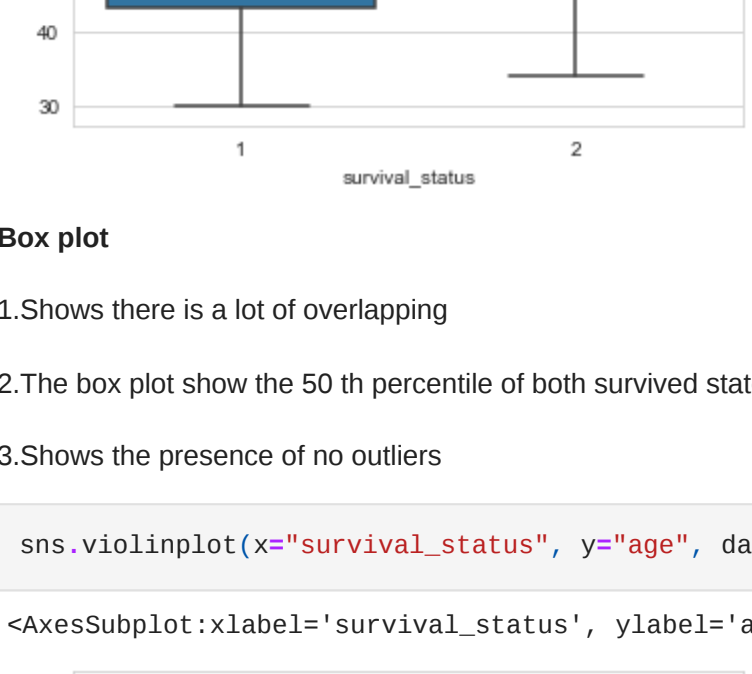 40
30
1 2
survival_status
Box plot
1.Shows there is a lot of overlapping
2.The box plot show the 50 th percentile of both survived stat
3.Shows the presence of no outliers
sns.violinplot(x="survival_status", y="age", da
<AxesSubplot:xlabel='survival_status', ylabel='a